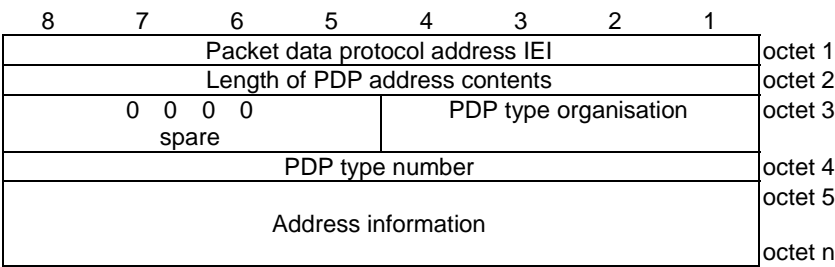 8 7 6 5 4 3 2 1
Packet data protocol address IEI octet 1
Length of PDP address contents octet 2
0 0 0 0 PDP type organisation octet 3
spare
PDP type number octet 4
octet 5
Address information
octet n